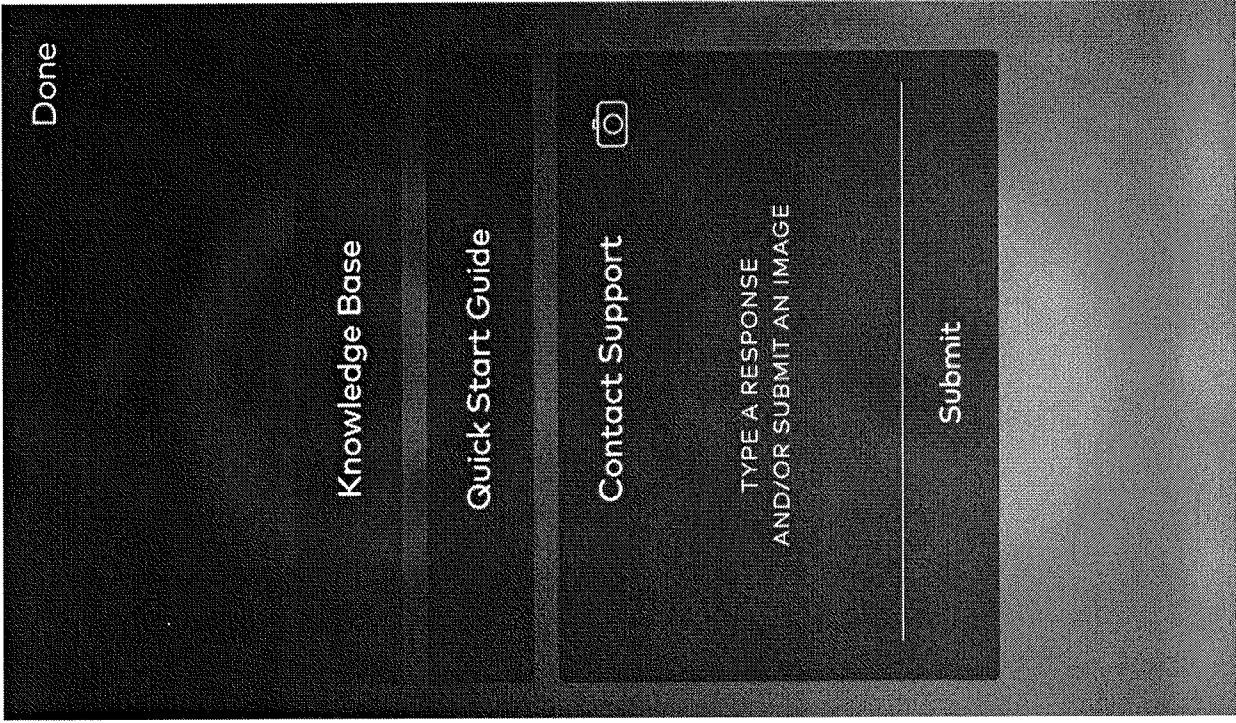 Done
Knowledge Base
Quick Start Guide
Contact Support
TYPE A RESPONSE
AND/OR SUBMIT AN IMAGE
Submit